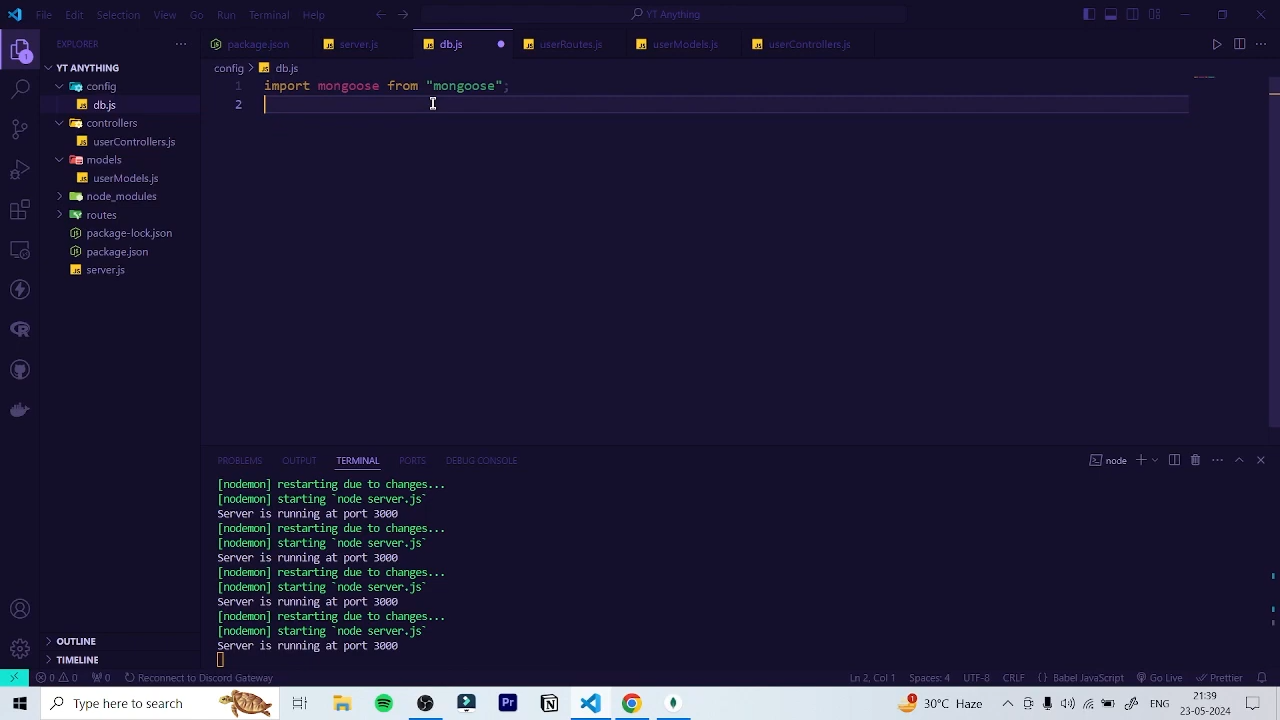 File Edit Selection View Go Run Terminal Help
YT Anything
EXPLORER
package.json
server.js
db.js
userRoutes.js
userModels.js
userControllers.js
YT ANYTHING
config
db.js
controllers
userControllers.js
models
userModels.js
node_modules
routes
package-lock.json
package.json
server.js
OUTLINE
TIMELINE
config > db.js
1 import mongoose from "mongoose";
2
PROBLEMS OUTPUT TERMINAL PORTS DEBUG CONSOLE
node
[nodemon] restarting due to changes...
[nodemon] starting `node server.js`
Server is running at port 3000
[nodemon] restarting due to changes...
[nodemon] starting `node server.js`
Server is running at port 3000
[nodemon] restarting due to changes...
[nodemon] starting `node server.js`
Server is running at port 3000
[nodemon] restarting due to changes...
[nodemon] starting `node server.js`
Server is running at port 3000
0 0 0 Reconnect to Discord Gateway Ln 2, Col 1 Spaces: 4 UTF-8 CRLF {} Babel JavaScript Go Live Prettier
Type here to search
Pr
30°C Haze
ENG
21:53
23-05-2024